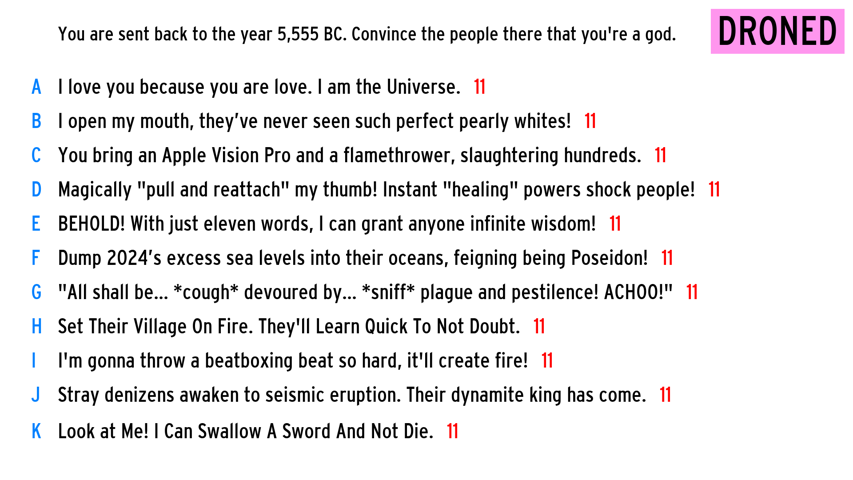 You are sent back to the year 5,555 BC. Convince the people there that you're a god.
DRONED
A I love you because you are love. I am the Universe. 11
B I open my mouth, they’ve never seen such perfect pearly whites! 11
C You bring an Apple Vision Pro and a flamethrower, slaughtering hundreds. 11
D Magically "pull and reattach" my thumb! Instant "healing" powers shock people! 11
E BEHOLD! With just eleven words, I can grant anyone infinite wisdom! 11
F Dump 2024’s excess sea levels into their oceans, feigning being Poseidon! 11
G "All shall be... *cough* devoured by... *sniff* plague and pestilence! ACHOO!" 11
H Set Their Village On Fire. They'll Learn Quick To Not Doubt. 11
I I'm gonna throw a beatboxing beat so hard, it'll create fire! 11
J Stray denizens awaken to seismic eruption. Their dynamite king has come. 11
K Look at Me! I Can Swallow A Sword And Not Die. 11